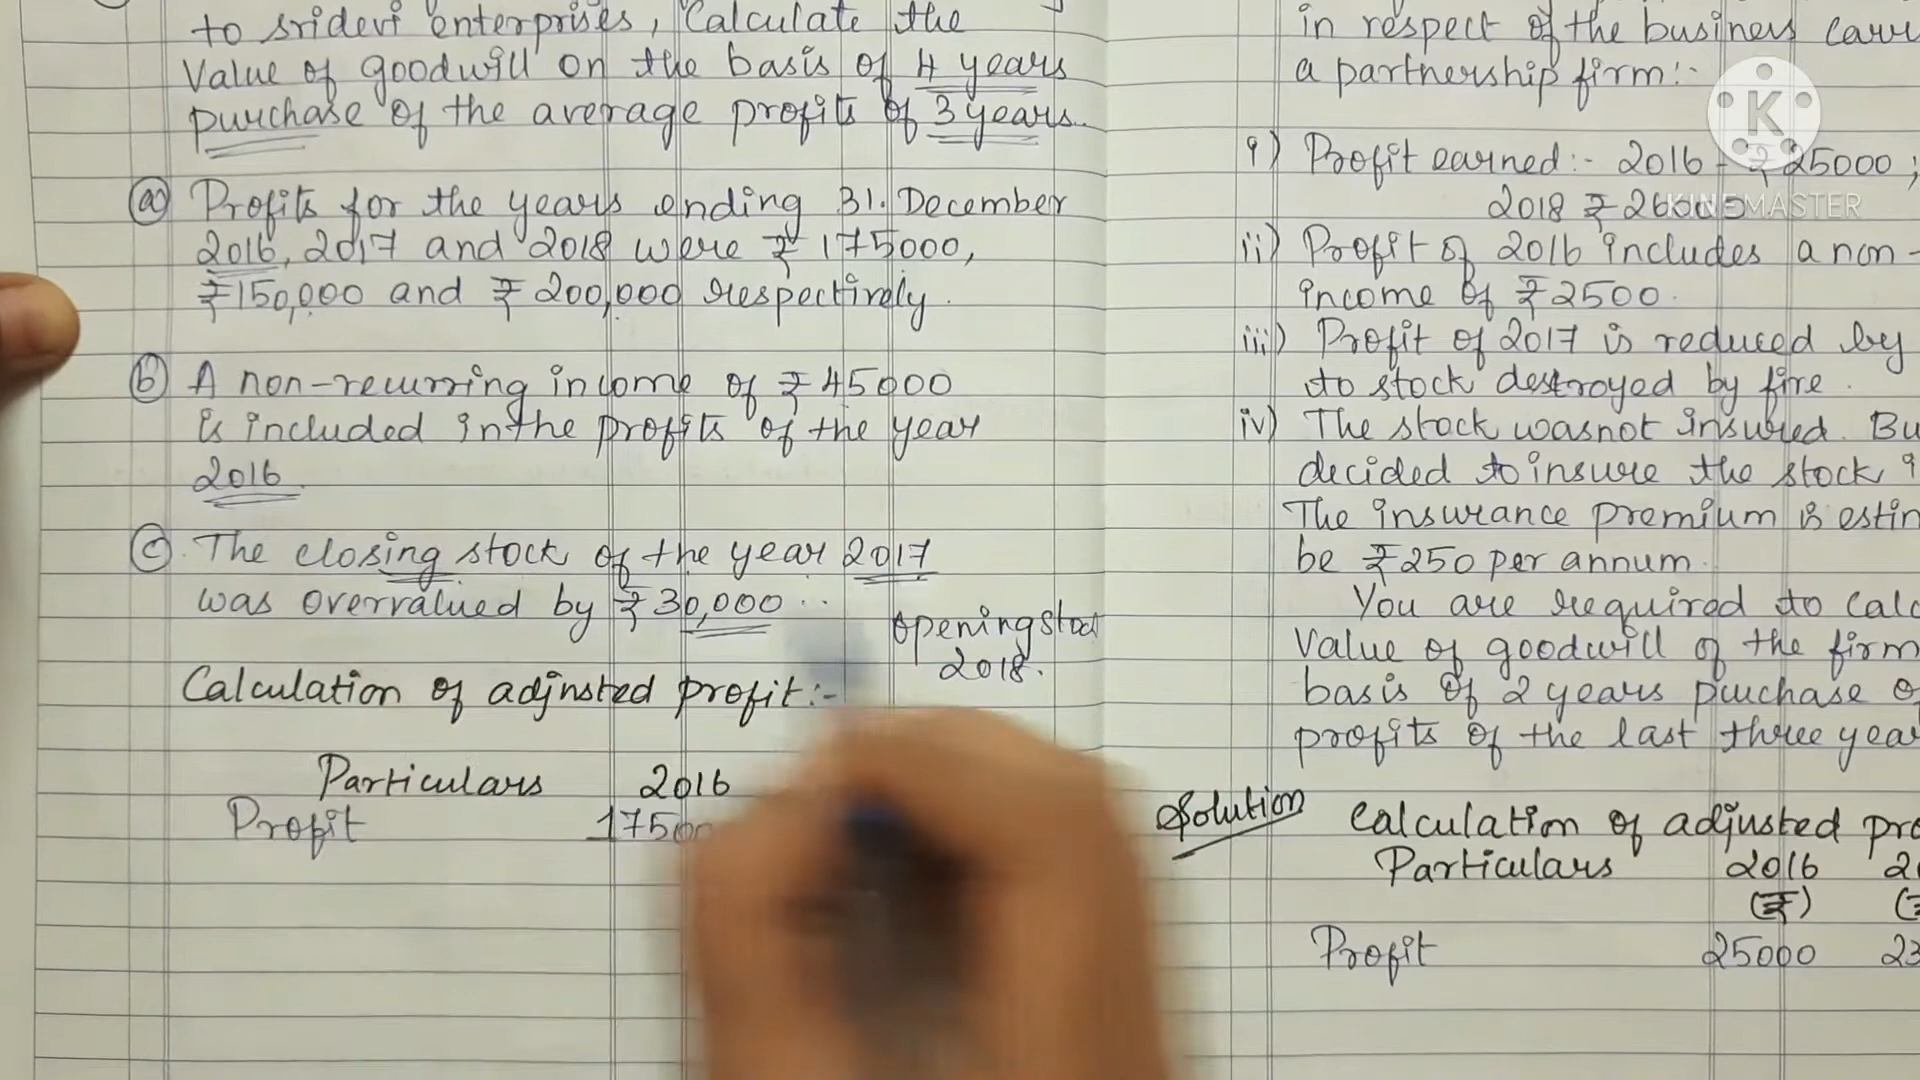 to sridevi enterprises, Calculate the
Value of goodwill on the basis of 4 years
purchase of the average profits of 3 years.
(a) Profits for the years ending 31. December
2016, 2017 and 2018 were ₹ 175000,
₹150,000 and ₹ 200,000 respectively.
(b) A non-recurring income of ₹ 45000
is included in the profits of the year
2016
(c) The closing stock of the year 2017
was overvalued by ₹ 30,000
opening stock
2018.
Calculation of adjusted profit:-
Particulars 2016
Profit
in respect of the business
a partnership firm:-
i) Profit earned:- 2016 - ₹ 25000;
2018 ₹ 26000
ii) Profit of 2016 includes a non-
income of ₹ 2500.
iii) Profit of 2017 is reduced by
to stock destroyed by fire.
iv) The stock was not insured.
decided to insure the stock
The insurance premium is
be ₹ 250 per annum.
You are required to
Value of goodwill of the firm
basis of 2 years purchase
profits of the last three
Solution
Calculation of adjusted
Particulars 2016
(₹)
Profit 25000
K
KINEMASTER